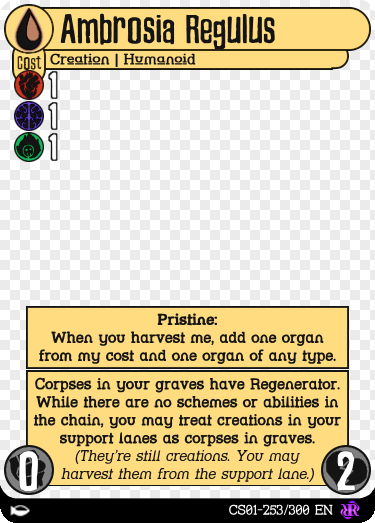 Ambrosia Regulus
COST
Creation | Humanoid
1
1
1
Pristine:
When you harvest me, add one organ
from my cost and one organ of any type.
Corpses in your graves have Regenerator.
While there are no schemes or abilities in
the chain, you may treat creations in your
support lanes as corpses in graves.
(They're still creations. You may
harvest them from the support lane.)
0
2
CS01-253/300 EN